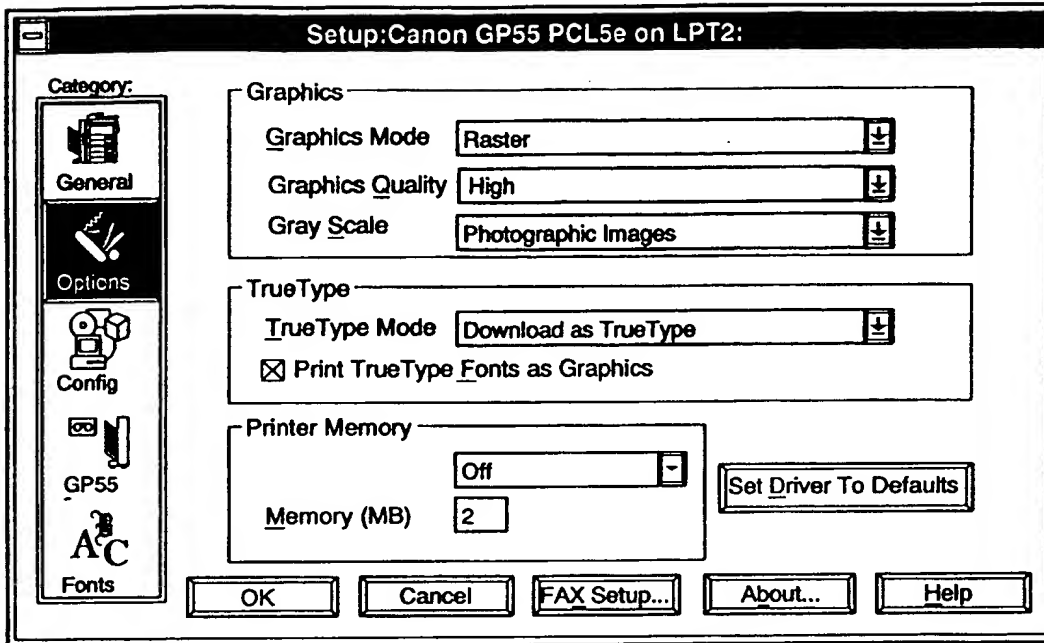 Setup:Canon GP55 PCL5e on LPT2:
Category:
General
Options
Config
GP55
A C
Fonts
Graphics
Graphics Mode Raster
Graphics Quality High
Gray Scale Photographic Images
TrueType
TrueType Mode Download as TrueType
Print TrueType Fonts as Graphics
Printer Memory
Off
Memory (MB) 2
Set Driver To Defaults
OK Cancel FAX Setup... About... Help